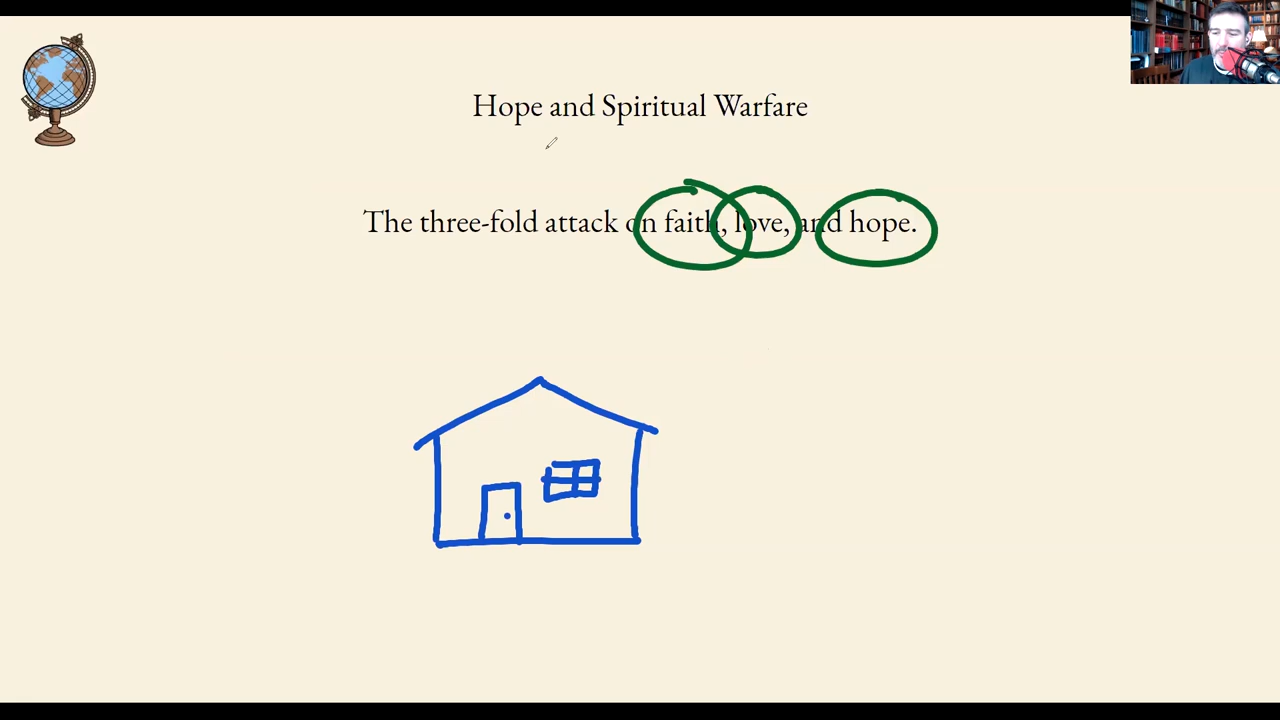 Hope and Spiritual Warfare
The three-fold attack on faith, love, and hope.